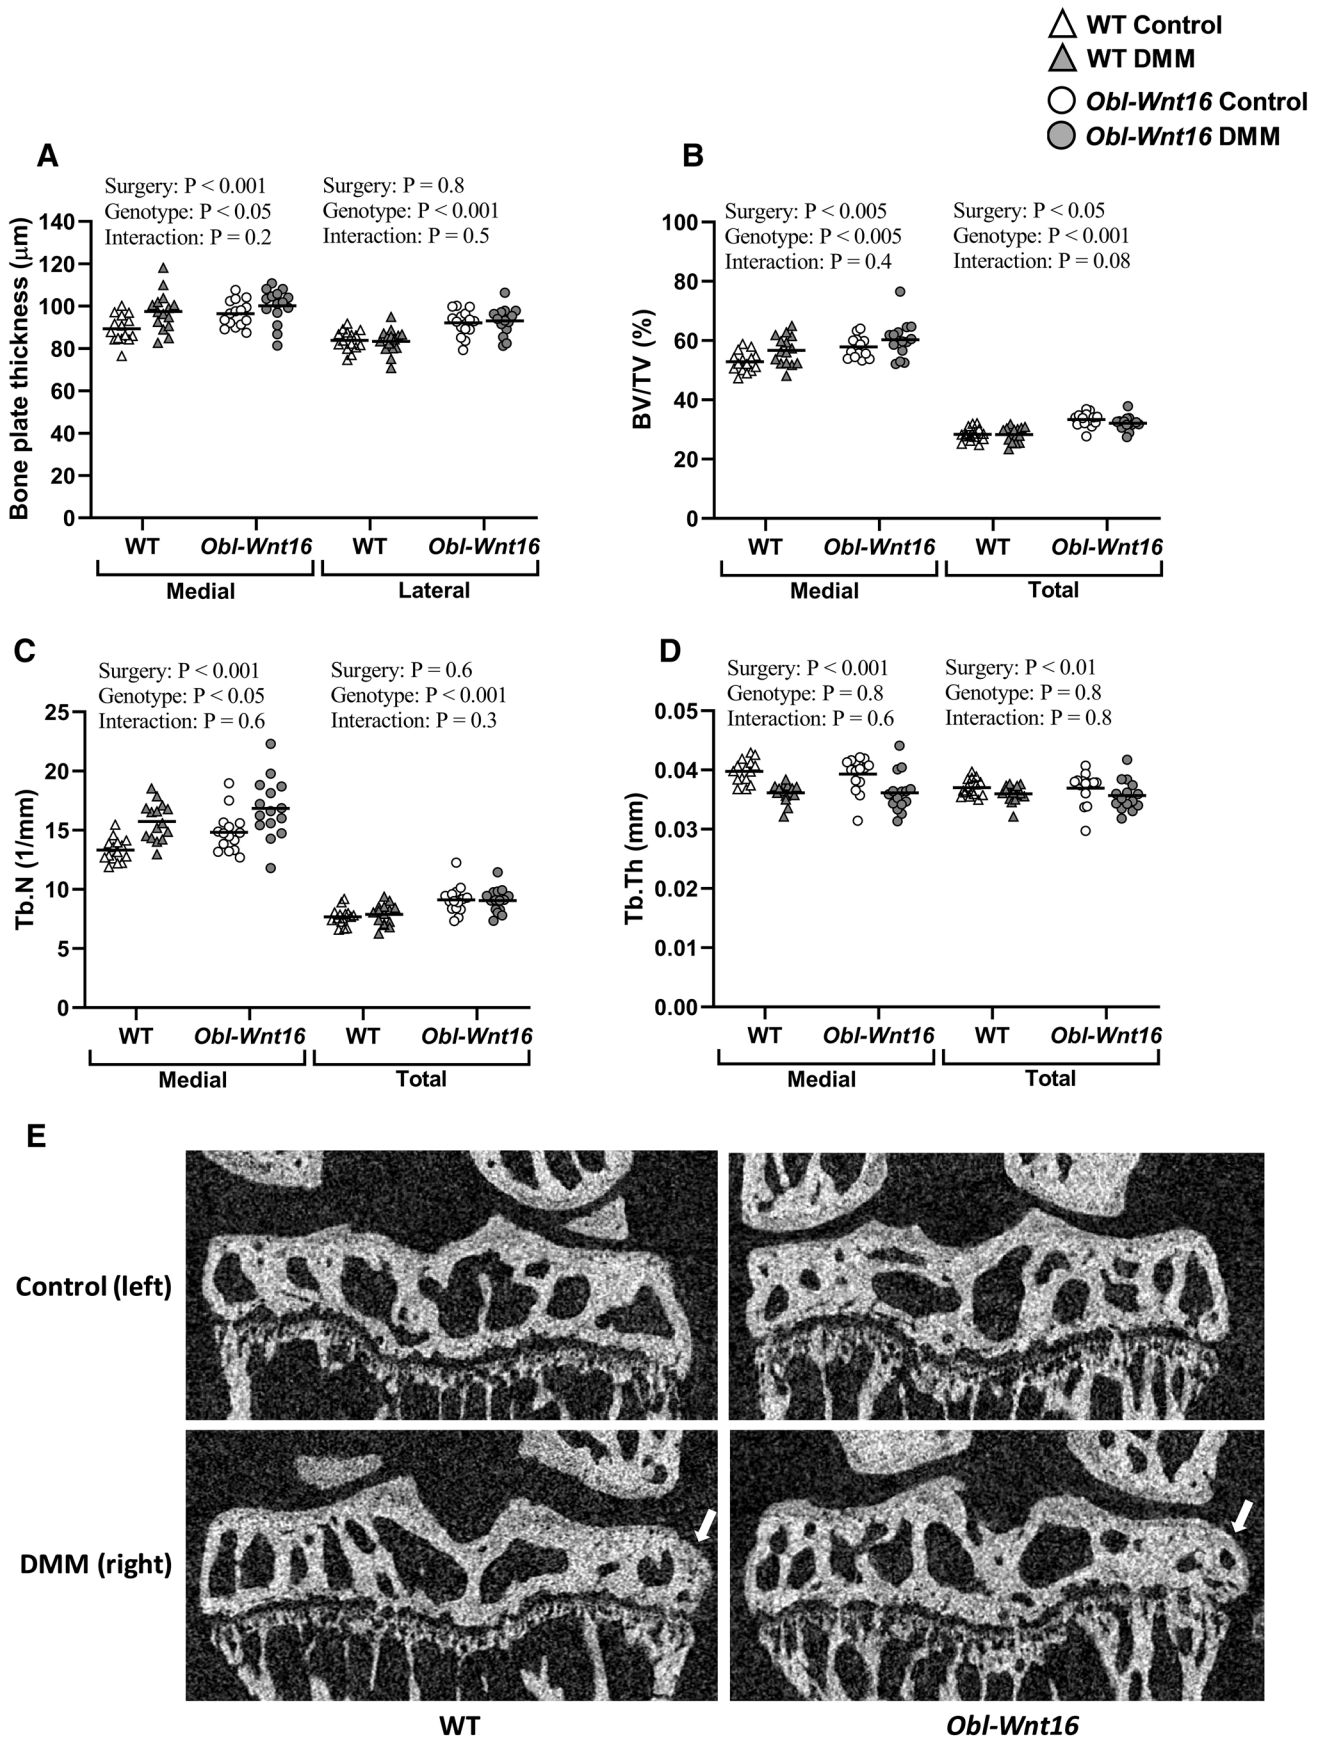 WT Control
WT DMM
Obl-Wnt16 Control
Obl-Wnt16 DMM
A
Surgery: P < 0.001
Genotype: P < 0.05
Interaction: P = 0.2
Surgery: P = 0.8
Genotype: P < 0.001
Interaction: P = 0.5
Bone plate thickness (μm)
140
120
100
80
60
40
20
0
WT
Obl-Wnt16
WT
Obl-Wnt16
Medial
Lateral
B
Surgery: P < 0.005
Genotype: P < 0.005
Interaction: P = 0.4
Surgery: P < 0.05
Genotype: P < 0.001
Interaction: P = 0.08
BV/TV (%)
100
80
60
40
20
0
WT
Obl-Wnt16
WT
Obl-Wnt16
Medial
Total
C
Surgery: P < 0.001
Genotype: P < 0.05
Interaction: P = 0.6
Surgery: P = 0.6
Genotype: P < 0.001
Interaction: P = 0.3
Tb.N (1/mm)
25
20
15
10
5
0
WT
Obl-Wnt16
WT
Obl-Wnt16
Medial
Total
D
Surgery: P < 0.001
Genotype: P = 0.8
Interaction: P = 0.6
Surgery: P < 0.01
Genotype: P = 0.8
Interaction: P = 0.8
Tb.Th (mm)
0.05
0.04
0.03
0.02
0.01
0.00
WT
Obl-Wnt16
WT
Obl-Wnt16
Medial
Total
E
Control (left)
DMM (right)
WT
Obl-Wnt16